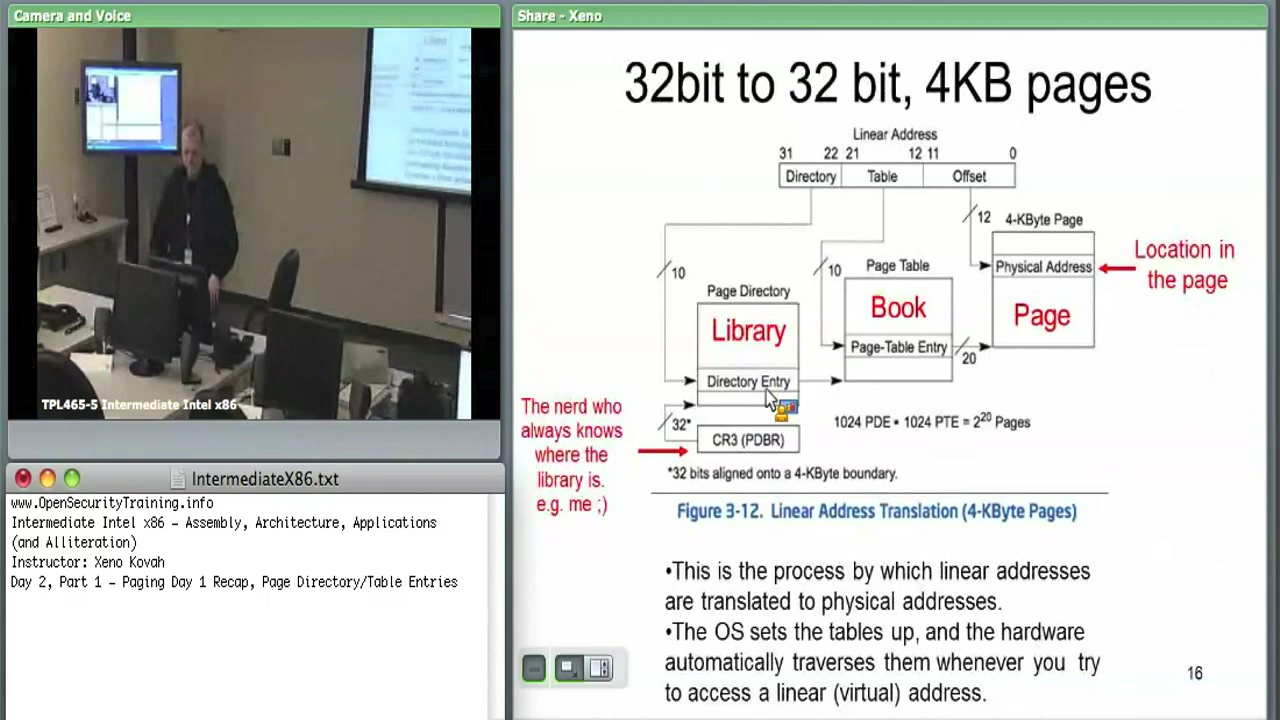 Camera and Voice
TPL465-5 Intermediate Intel x86
IntermediateX86.txt
www.OpenSecurityTraining.info
Intermediate Intel x86 – Assembly, Architecture, Applications
(and Alliteration)
Instructor: Xeno Kovah
Day 2, Part 1 – Paging Day 1 Recap, Page Directory/Table Entries
Share - Xeno
32bit to 32 bit, 4KB pages
Linear Address
31 22 21 12 11 0
Directory Table Offset
12
4-KByte Page
Physical Address
Page
Location in
the page
10
Page Table
Book
Page-Table Entry
20
10
Page Directory
Library
Directory Entry
32*
CR3 (PDBR)
The nerd who
always knows
where the
library is.
e.g. me ;)
1024 PDE • 1024 PTE = 2²⁰ Pages
*32 bits aligned onto a 4-KByte boundary.
Figure 3-12. Linear Address Translation (4-KByte Pages)
•This is the process by which linear addresses
are translated to physical addresses.
•The OS sets the tables up, and the hardware
automatically traverses them whenever you try
to access a linear (virtual) address.
16